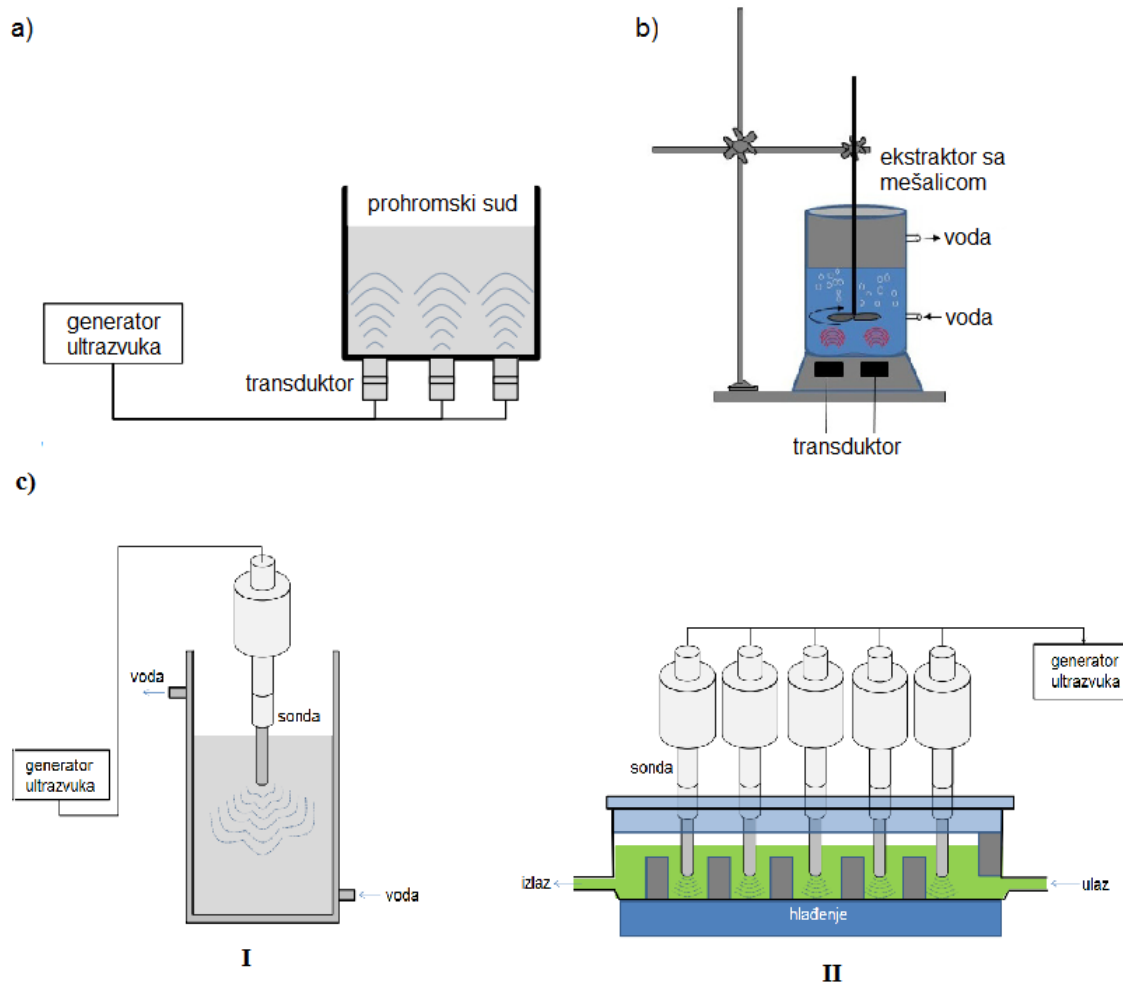 a)
prohromski sud
generator
ultrazvuka
transduktor
b)
ekstraktor sa
mešalicom
voda
voda
transduktor
c)
voda
sonda
generator
ultrazvuka
voda
I
generator
ultrazvuka
sonda
izlaz
ulaz
hlađenje
II